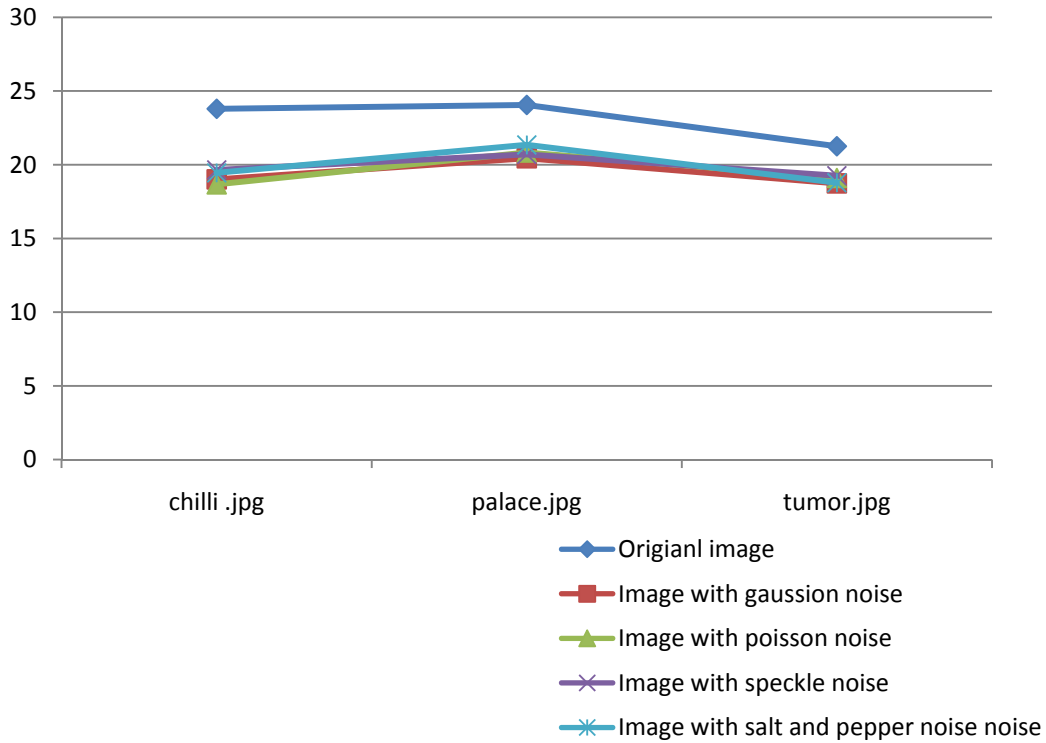 30
25
20
15
10
5
0
chilli .jpg palace.jpg tumor.jpg
Origianl image
Image with gaussion noise
Image with poisson noise
Image with speckle noise
Image with salt and pepper noise noise